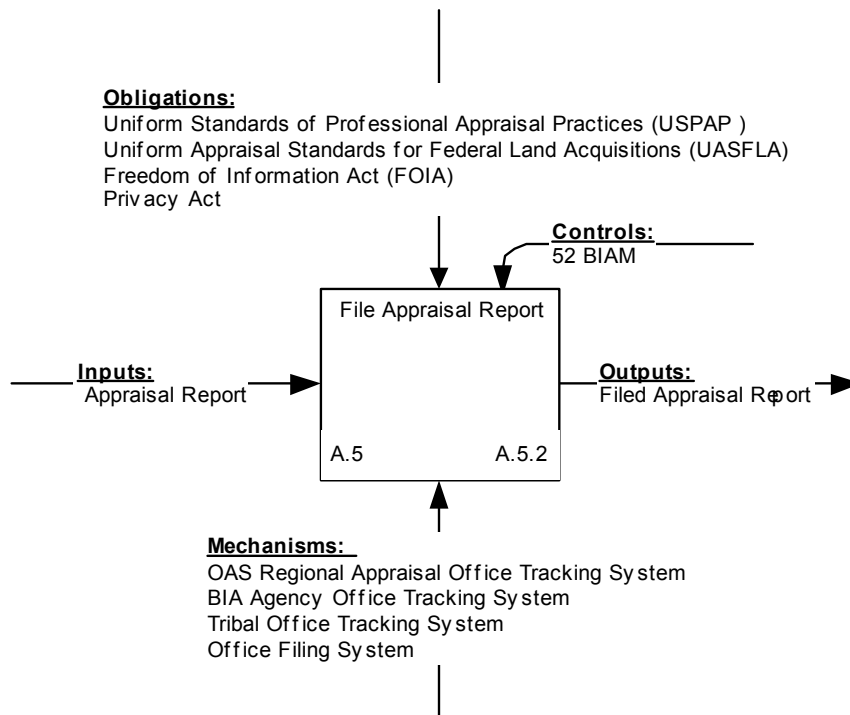 Obligations:
Uniform Standards of Professional Appraisal Practices (USPAP )
Uniform Appraisal Standards for Federal Land Acquisitions (UASFLA)
Freedom of Information Act (FOIA)
Privacy Act
Controls:
52 BIAM
File Appraisal Report
Inputs:
Appraisal Report
Outputs:
Filed Appraisal Report
A.5
A.5.2
Mechanisms:
OAS Regional Appraisal Office Tracking System
BIA Agency Office Tracking System
Tribal Office Tracking System
Office Filing System